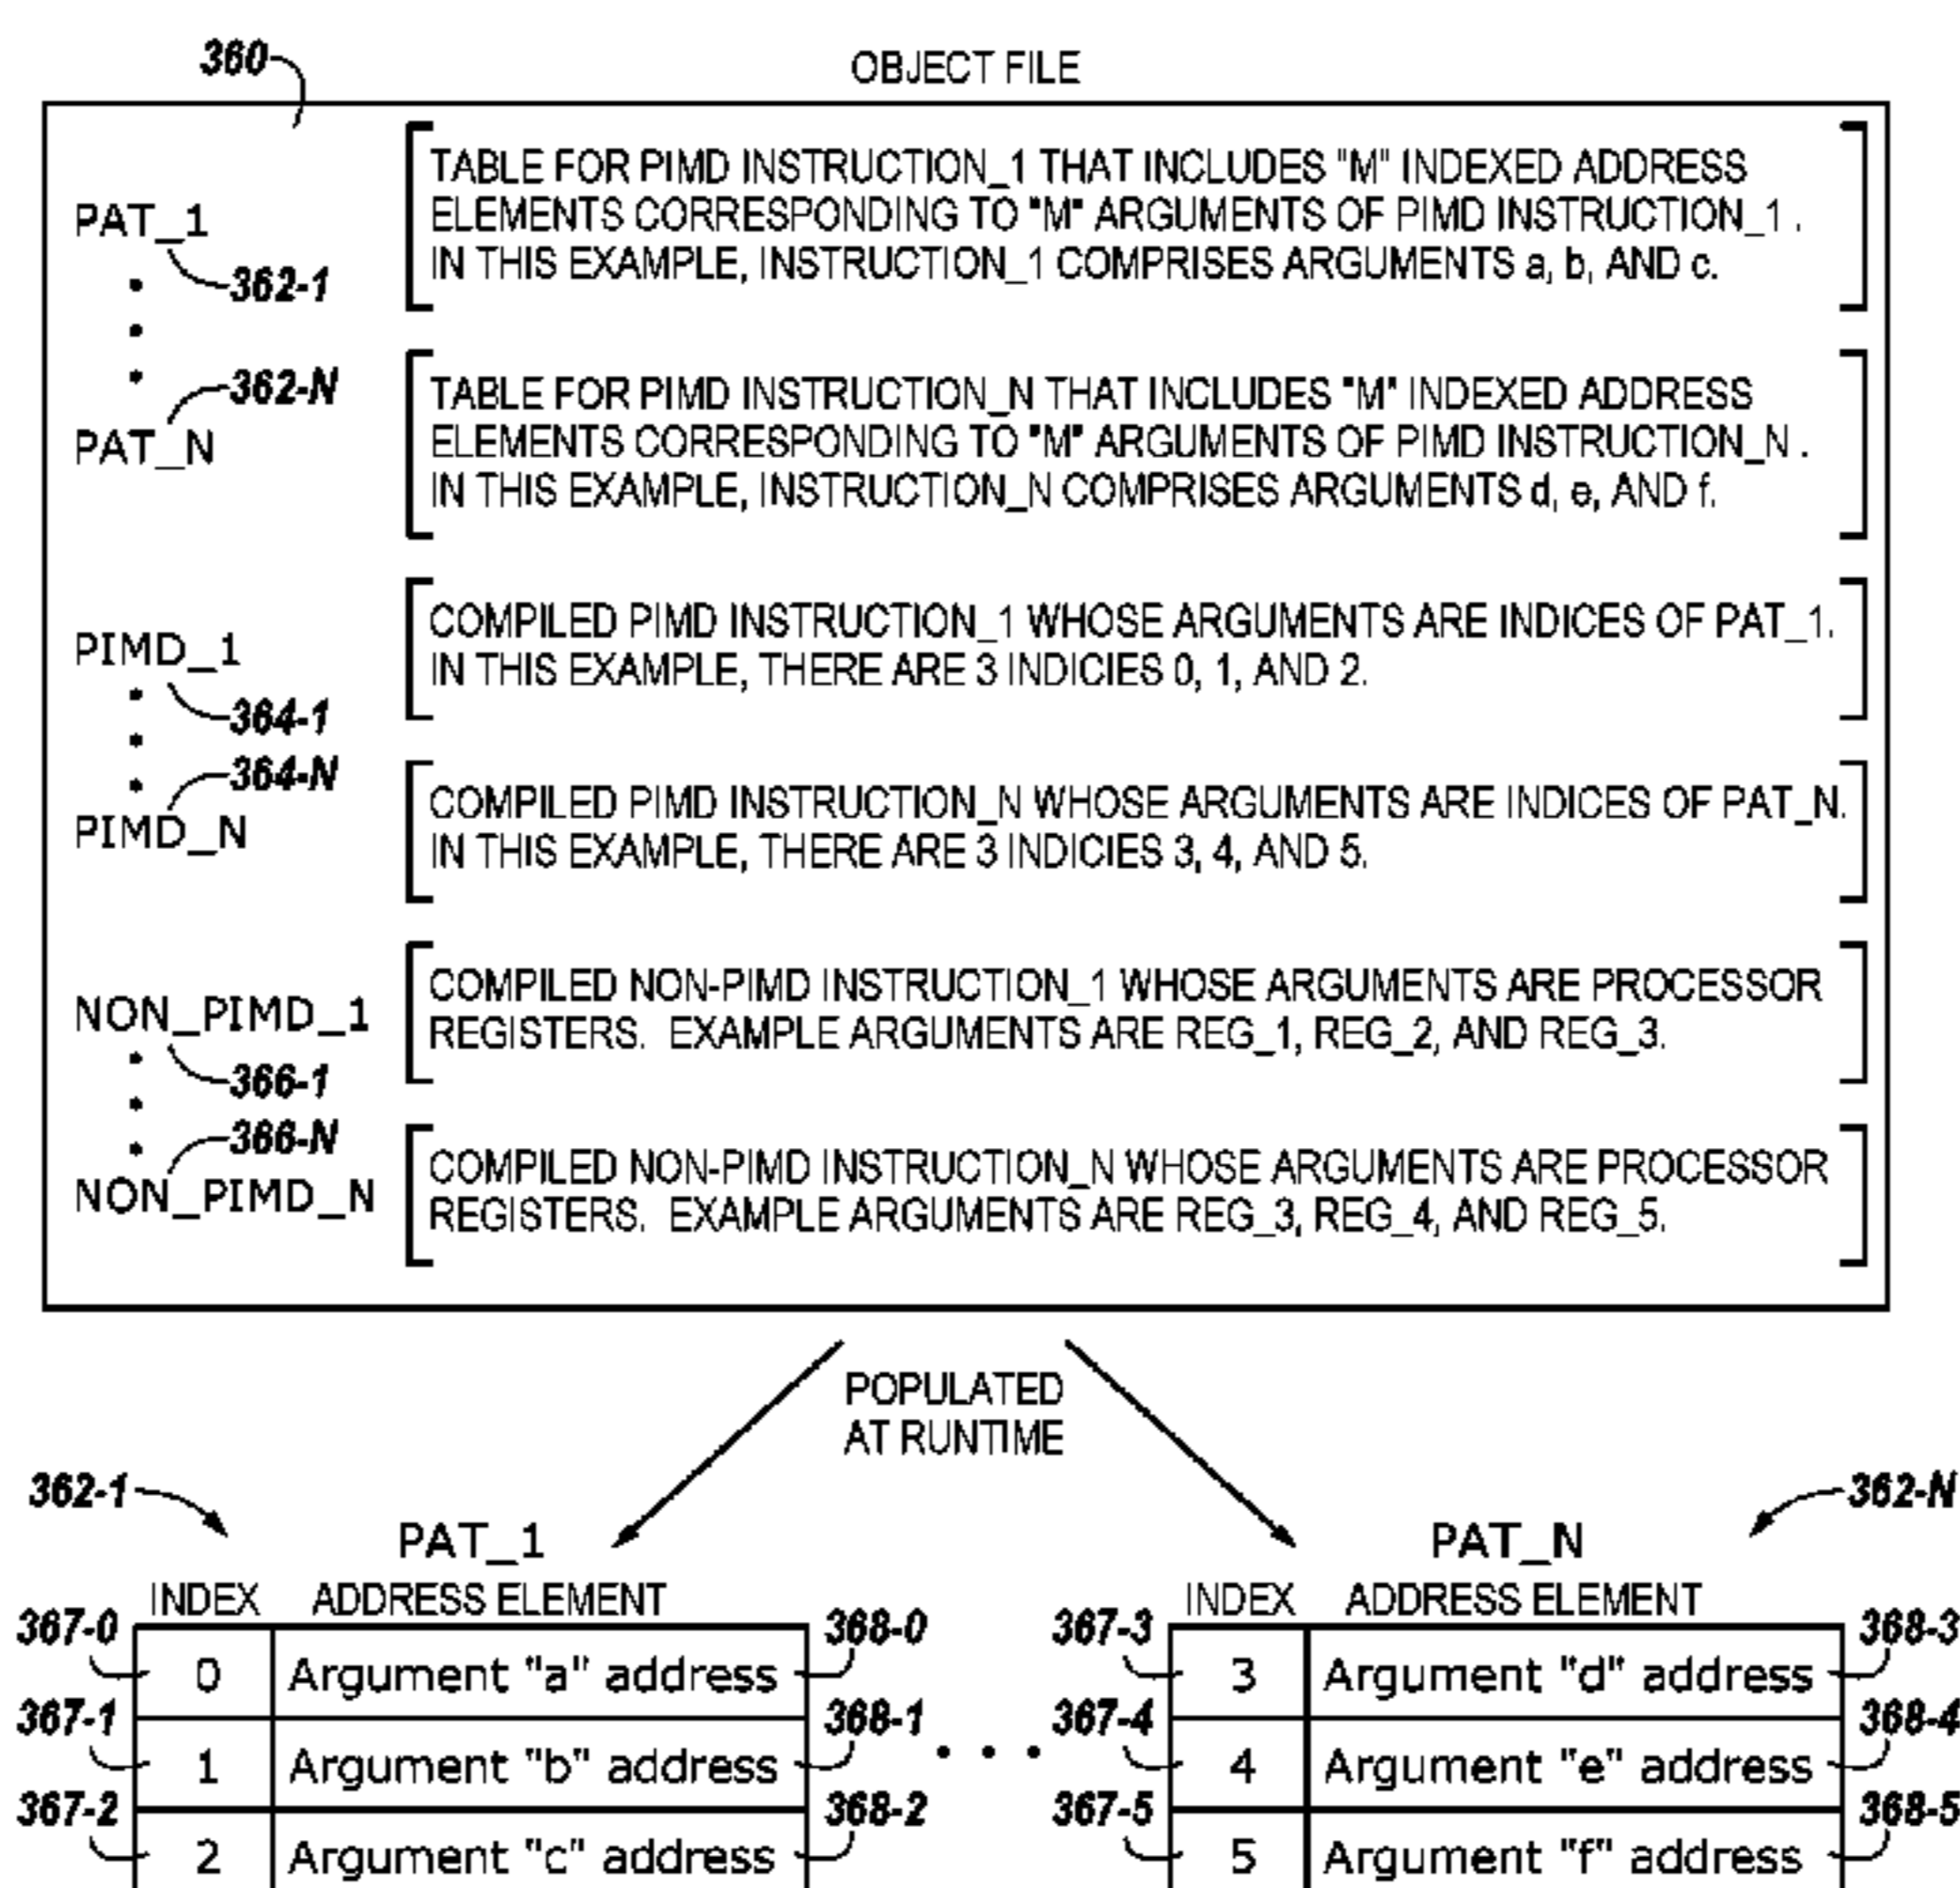 360
OBJECT FILE
PAT_1
362-1
TABLE FOR PIMD INSTRUCTION_1 THAT INCLUDES "M" INDEXED ADDRESS
ELEMENTS CORRESPONDING TO "M" ARGUMENTS OF PIMD INSTRUCTION_1 .
IN THIS EXAMPLE, INSTRUCTION_1 COMPRISES ARGUMENTS a, b, AND c.
362-N
PAT_N
TABLE FOR PIMD INSTRUCTION_N THAT INCLUDES "M" INDEXED ADDRESS
ELEMENTS CORRESPONDING TO "M" ARGUMENTS OF PIMD INSTRUCTION_N .
IN THIS EXAMPLE, INSTRUCTION_N COMPRISES ARGUMENTS d, e, AND f.
PIMD_1
364-1
COMPILED PIMD INSTRUCTION_1 WHOSE ARGUMENTS ARE INDICES OF PAT_1.
IN THIS EXAMPLE, THERE ARE 3 INDICIES 0, 1, AND 2.
364-N
PIMD_N
COMPILED PIMD INSTRUCTION_N WHOSE ARGUMENTS ARE INDICES OF PAT_N.
IN THIS EXAMPLE, THERE ARE 3 INDICIES 3, 4, AND 5.
NON_PIMD_1
366-1
COMPILED NON-PIMD INSTRUCTION_1 WHOSE ARGUMENTS ARE PROCESSOR
REGISTERS. EXAMPLE ARGUMENTS ARE REG_1, REG_2, AND REG_3.
366-N
NON_PIMD_N
COMPILED NON-PIMD INSTRUCTION_N WHOSE ARGUMENTS ARE PROCESSOR
REGISTERS. EXAMPLE ARGUMENTS ARE REG_3, REG_4, AND REG_5.
POPULATED
AT RUNTIME
362-1
PAT_1
INDEX ADDRESS ELEMENT
367-0 0 Argument "a" address 368-0
367-1 1 Argument "b" address 368-1
367-2 2 Argument "c" address 368-2
362-N
PAT_N
INDEX ADDRESS ELEMENT
367-3 3 Argument "d" address 368-3
367-4 4 Argument "e" address 368-4
367-5 5 Argument "f" address 368-5